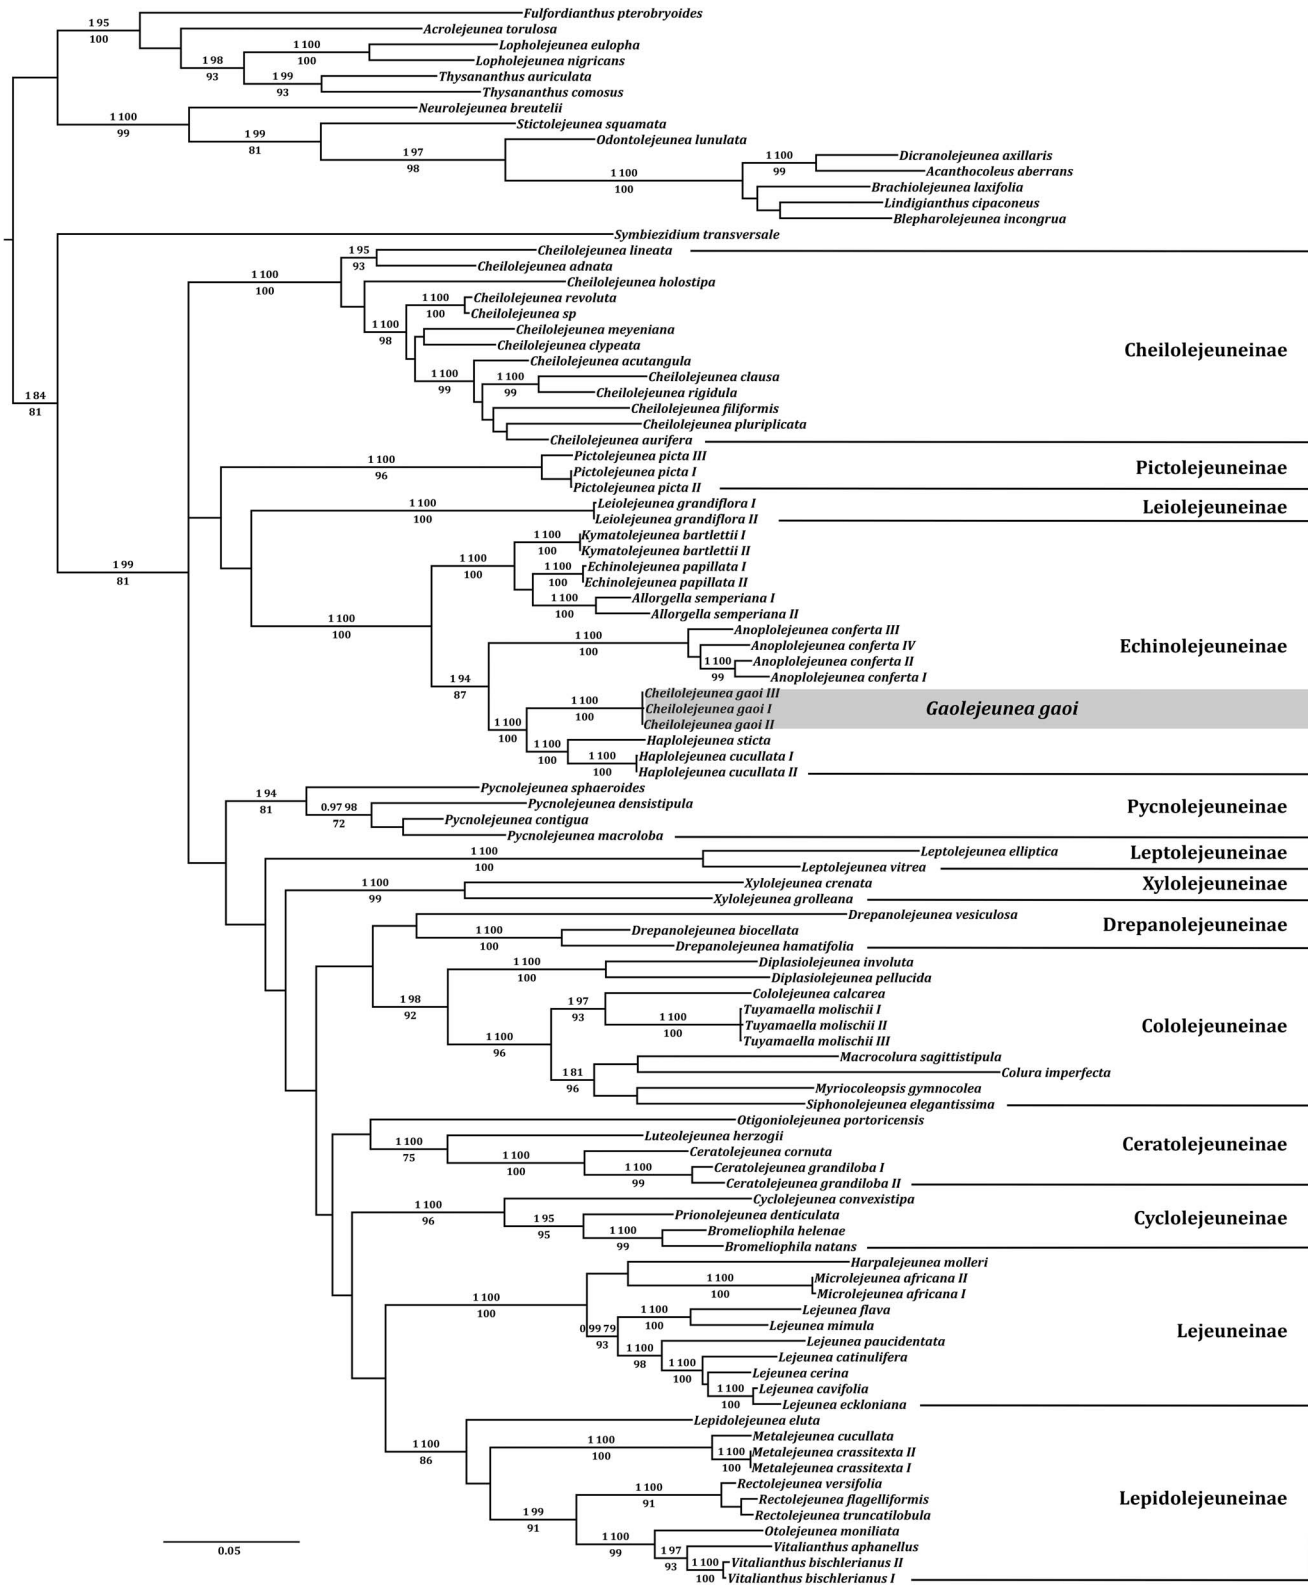 Fulfordianthus pterobryoides
1 95
100
Acrolejeunea torulosa
Lopholejeunea eulopha
1 100
100
Lopholejeunea nigricans
1 98
93
Thysananthus auriculata
1 99
93
Thysananthus comosus
Neurolejeunea breutelii
1 100
99
Stictolejeunea squamata
1 99
81
Odontolejeunea lunulata
1 97
98
Dicranolejeunea axillaris
1 100
99
Acanthocoleus aberrans
1 100
100
Brachiolejeunea laxifolia
Lindigianthus cipaconeus
Blepharolejeunea incongrua
Symbiezidium transversale
1 84
81
Cheilolejeunea lineata
1 95
93
Cheilolejeunea adnata
1 100
100
Cheilolejeunea holostipa
Cheilolejeunea revoluta
1 100
100
Cheilolejeunea sp
1 100
98
Cheilolejeunea meyeniana
Cheilolejeunea clypeata
Cheilolejeuneinae
Cheilolejeunea acutangula
1 100
99
Cheilolejeunea clausa
1 100
99
Cheilolejeunea rigidula
Cheilolejeunea filiformis
Cheilolejeunea pluriplicata
Cheilolejeunea aurifera
Pictolejeunea picta III
1 100
96
Pictolejeunea picta I
Pictolejeuneinae
Pictolejeunea picta II
Leiolejeunea grandiflora I
1 100
100
Leiolejeuneinae
Leiolejeunea grandiflora II
Kymatolejeunea bartlettii I
1 100
100
Kymatolejeunea bartlettii II
1 100
100
Echinolejeunea papillata I
1 100
100
Echinolejeunea papillata II
1 99
81
Allorgella semperiana I
1 100
100
Allorgella semperiana II
1 100
100
Anoplolejeunea conferta III
1 100
100
Anoplolejeunea conferta IV
Echinolejeuneinae
Anoplolejeunea conferta II
1 100
99
Anoplolejeunea conferta I
1 94
87
Cheilolejeunea gaoi III
1 100
100
Cheilolejeunea gaoi I
Gaolejeunea gaoi
Cheilolejeunea gaoi II
1 100
100
Haplolejeunea sticta
1 100
100
Haplolejeunea cucullata I
1 100
100
Haplolejeunea cucullata II
Pycnolejeunea sphaeroides
1 94
81
Pycnolejeunea densistipula
Pycnolejeuneinae
0.97 98
72
Pycnolejeunea contigua
Pycnolejeunea macroloba
Leptolejeunea elliptica
1 100
100
Leptolejeuneinae
Leptolejeunea vitrea
Xylolejeunea crenata
1 100
99
Xylolejeuneinae
Xylolejeunea grolleana
Drepanolejeunea vesiculosa
Drepanolejeuneinae
Drepanolejeunea biocellata
1 100
100
Drepanolejeunea hamatifolia
Diplasiolejeunea involuta
1 100
100
Diplasiolejeunea pellucida
1 98
92
Cololejeunea calcarea
1 97
93
Tuyamaella molischii I
1 100
100
Tuyamaella molischii II
Cololejeuneinae
Tuyamaella molischii III
1 100
96
Macrocolura sagittistipula
Colura imperfecta
1 81
96
Myriocoleopsis gymnocolea
Siphonolejeunea elegantissima
Otigoniolejeunea portoricensis
Luteolejeunea herzogii
1 100
75
Ceratolejeuneinae
Ceratolejeunea cornuta
1 100
100
Ceratolejeunea grandiloba I
1 100
99
Ceratolejeunea grandiloba II
Cyclolejeunea convexistipa
1 100
96
Prionolejeunea denticulata
Cyclolejeuneinae
1 95
95
Bromeliophila helenae
1 100
99
Bromeliophila natans
Harpalejeunea molleri
Microlejeunea africana II
1 100
100
Microlejeunea africana I
1 100
100
Lejeunea flava
1 100
100
Lejeunea mimula
0.99 79
93
Lejeuneinae
Lejeunea paucidentata
1 100
98
Lejeunea catinulifera
1 100
100
Lejeunea cerina
Lejeunea cavifolia
1 100
100
Lejeunea eckloniana
Lepidolejeunea eluta
1 100
86
Metalejeunea cucullata
1 100
100
Metalejeunea crassitexta II
1 100
100
Metalejeunea crassitexta I
Rectolejeunea versifolia
1 100
91
Rectolejeunea flagelliformis
Lepidolejeuneinae
Rectolejeunea truncatilobula
1 99
91
Otolejeunea moniliata
1 100
99
Vitalianthus aphanellus
1 97
93
Vitalianthus bischlerianus II
1 100
100
Vitalianthus bischlerianus I
0.05